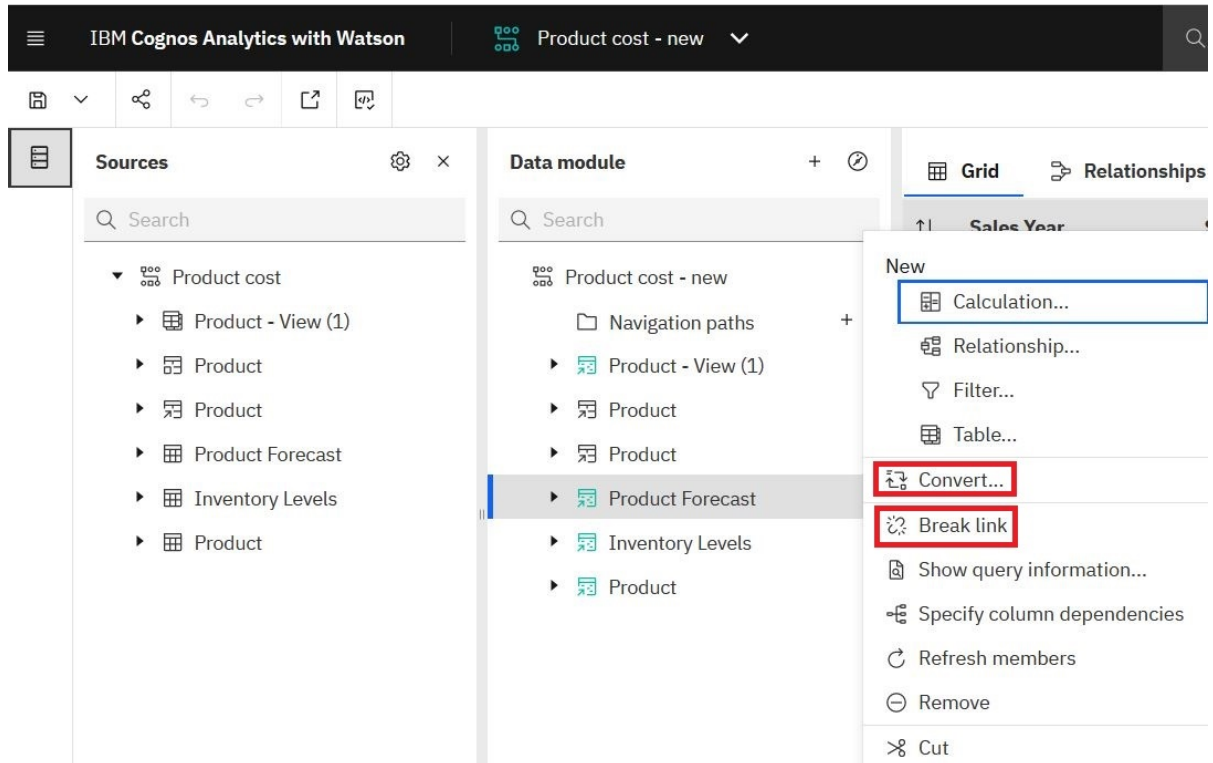 IBM Cognos Analytics with Watson
Product cost - new
Sources
Search
Product cost
Product - View (1)
Product
Product
Product Forecast
Inventory Levels
Product
Data module
Search
Product cost - new
Navigation paths
Product - View (1)
Product
Product
Product Forecast
Inventory Levels
Product
Grid
Relationships
Sales Year
New
Calculation...
Relationship...
Filter...
Table...
Convert...
Break link
Show query information...
Specify column dependencies
Refresh members
Remove
Cut